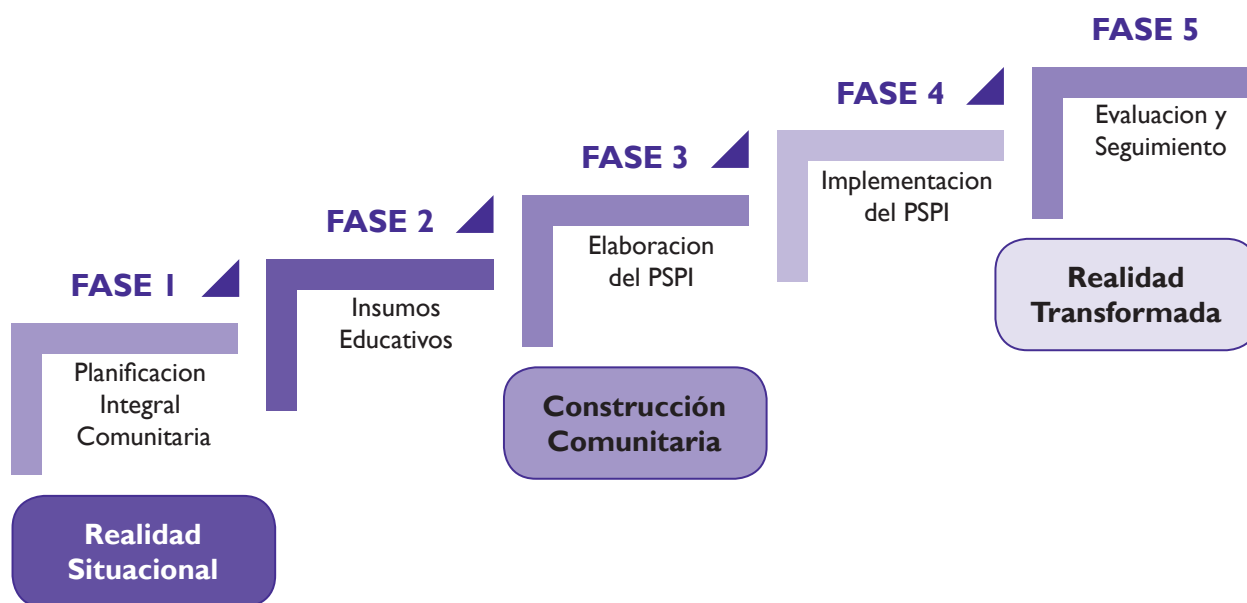 FASE 1
Planificacion
Integral
Comunitaria
Realidad
Situacional
FASE 2
Insumos
Educativos
FASE 3
Elaboracion
del PSPI
Construcción
Comunitaria
FASE 4
Implementacion
del PSPI
FASE 5
Evaluacion y
Seguimiento
Realidad
Transformada